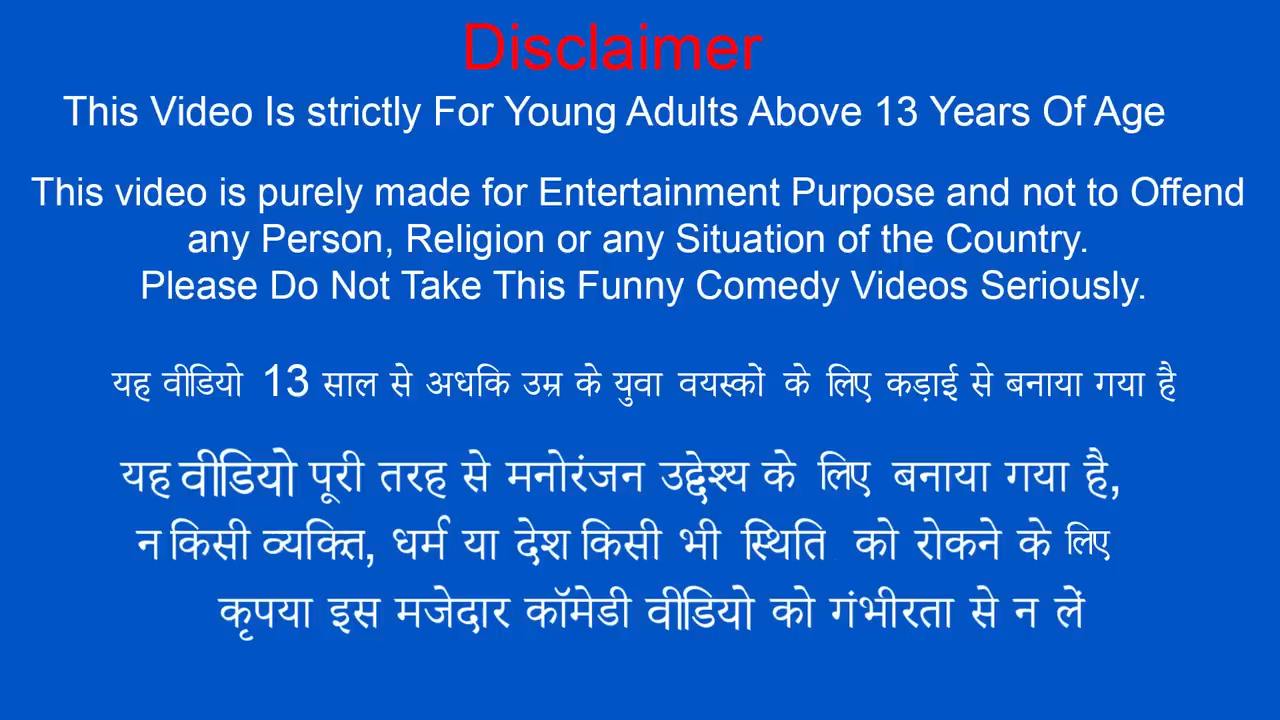 Disclaimer
This Video Is strictly For Young Adults Above 13 Years Of Age
This video is purely made for Entertainment Purpose and not to Offend
any Person, Religion or any Situation of the Country.
Please Do Not Take This Funny Comedy Videos Seriously.
यह वीडियो 13 साल से अधकि उम्र के युवा वयस्कों के लिए कड़ाई से बनाया गया है
यह वीडियो पूरी तरह से मनोरंजन उद्देश्य के लिए बनाया गया है,
न किसी व्यक्ति, धर्म या देश किसी भी स्थिति को रोकने के लिए
कृपया इस मजेदार कॉमेडी वीडियो को गंभीरता से न लें